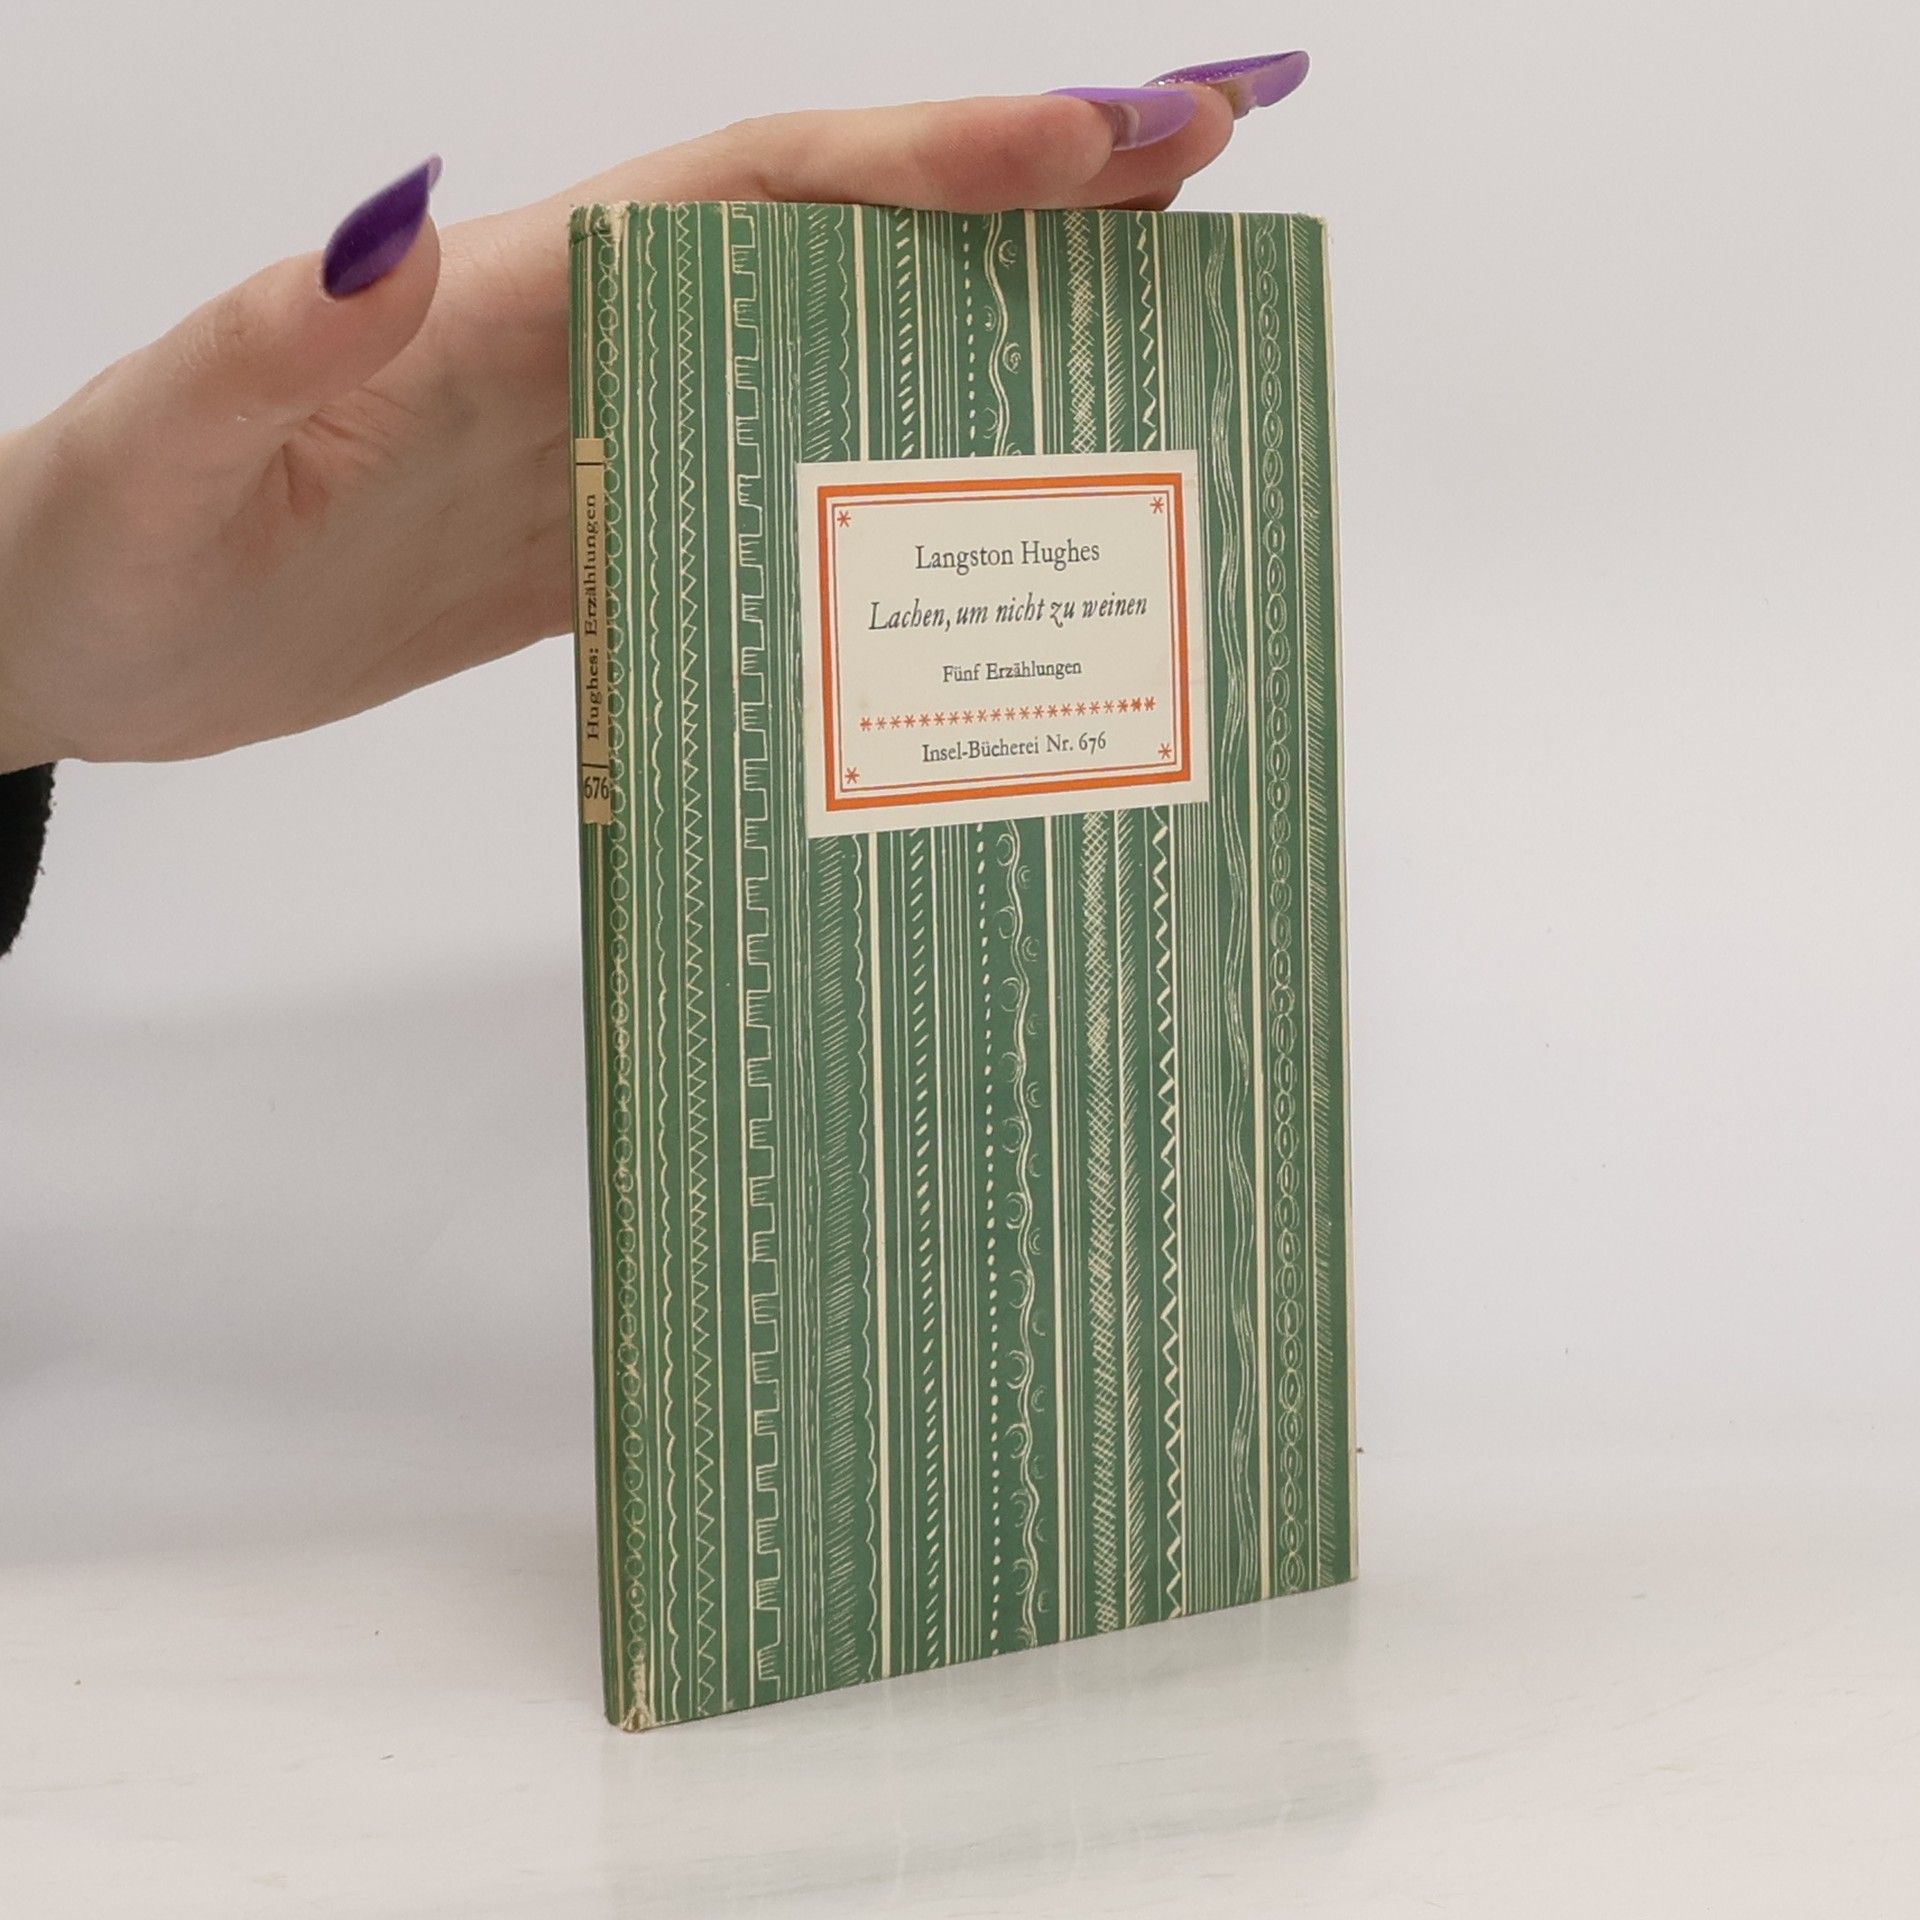 Langston Hughes
Lachen, um nicht zu weinen
Fünf Erzählungen
********************
Insel-Bücherei Nr. 676
Hughes: Erzählungen
676